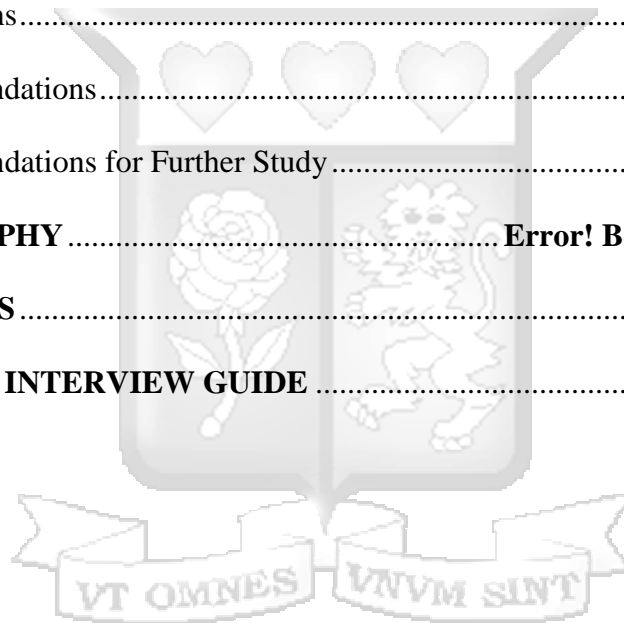 ns
ndations
ndations for Further Study
PHY Error! B
S
INTERVIEW GUIDE
VT OMNES VNVM SINT